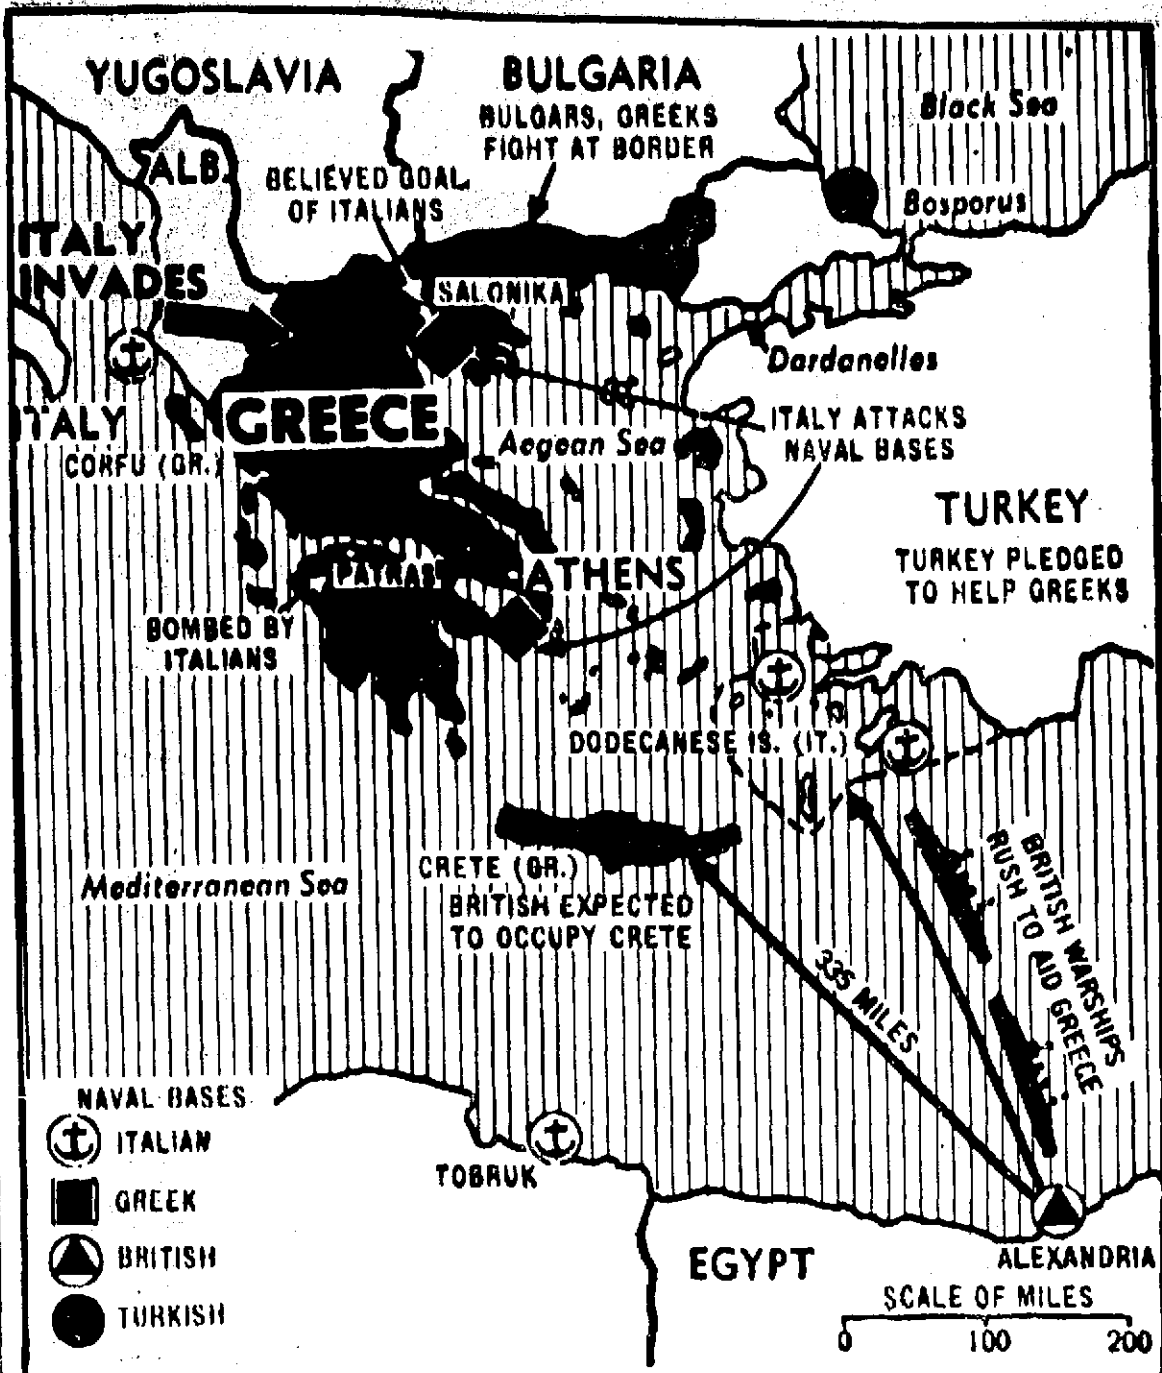 YUGOSLAVIA
BULGARIA
BULGARS, GREEKS
FIGHT AT BORDER
Black Sea
ALB.
BELIEVED GOAL
OF ITALIANS
Bosporus
ITALY
INVADES
SALONIKA
Dardanelles
GREECE
ITALY
CORFU (GR.)
Aegean Sea
ITALY ATTACKS
NAVAL BASES
TURKEY
TURKEY PLEDGED
TO HELP GREEKS
PATRAS
ATHENS
BOMBED BY
ITALIANS
DODECANESE IS. (IT.)
Mediterranean Sea
CRETE (GR.)
BRITISH EXPECTED
TO OCCUPY CRETE
335 MILES
BRITISH WARSHIPS
RUSH TO AID GREECE
NAVAL BASES
ITALIAN
GREEK
BRITISH
TURKISH
TOBRUK
EGYPT
ALEXANDRIA
SCALE OF MILES
0 100 200